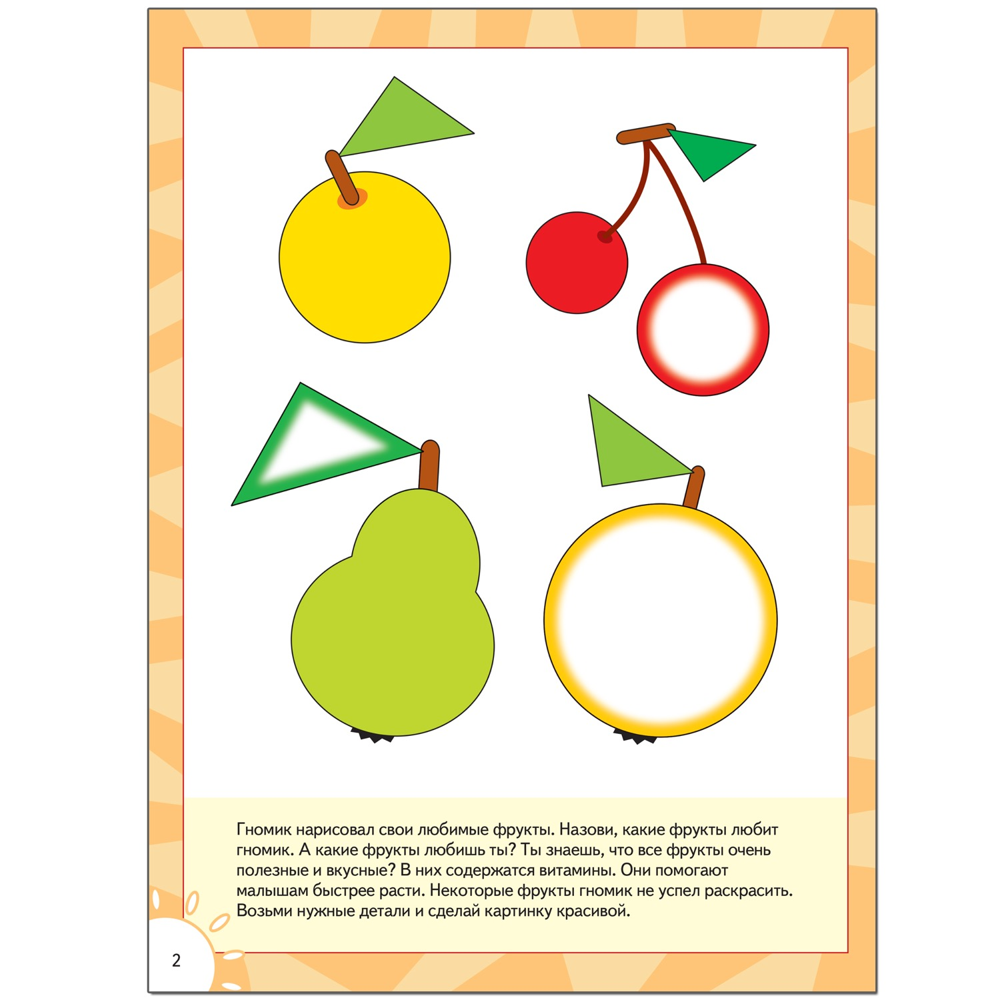 Гномик нарисовал свои любимые фрукты. Назови, какие фрукты любит
гномик. А какие фрукты любишь ты? Ты знаешь, что все фрукты очень
полезные и вкусные? В них содержатся витамины. Они помогают
малышам быстрее расти. Некоторые фрукты гномик не успел раскрасить.
Возьми нужные детали и сделай картинку красивой.
2